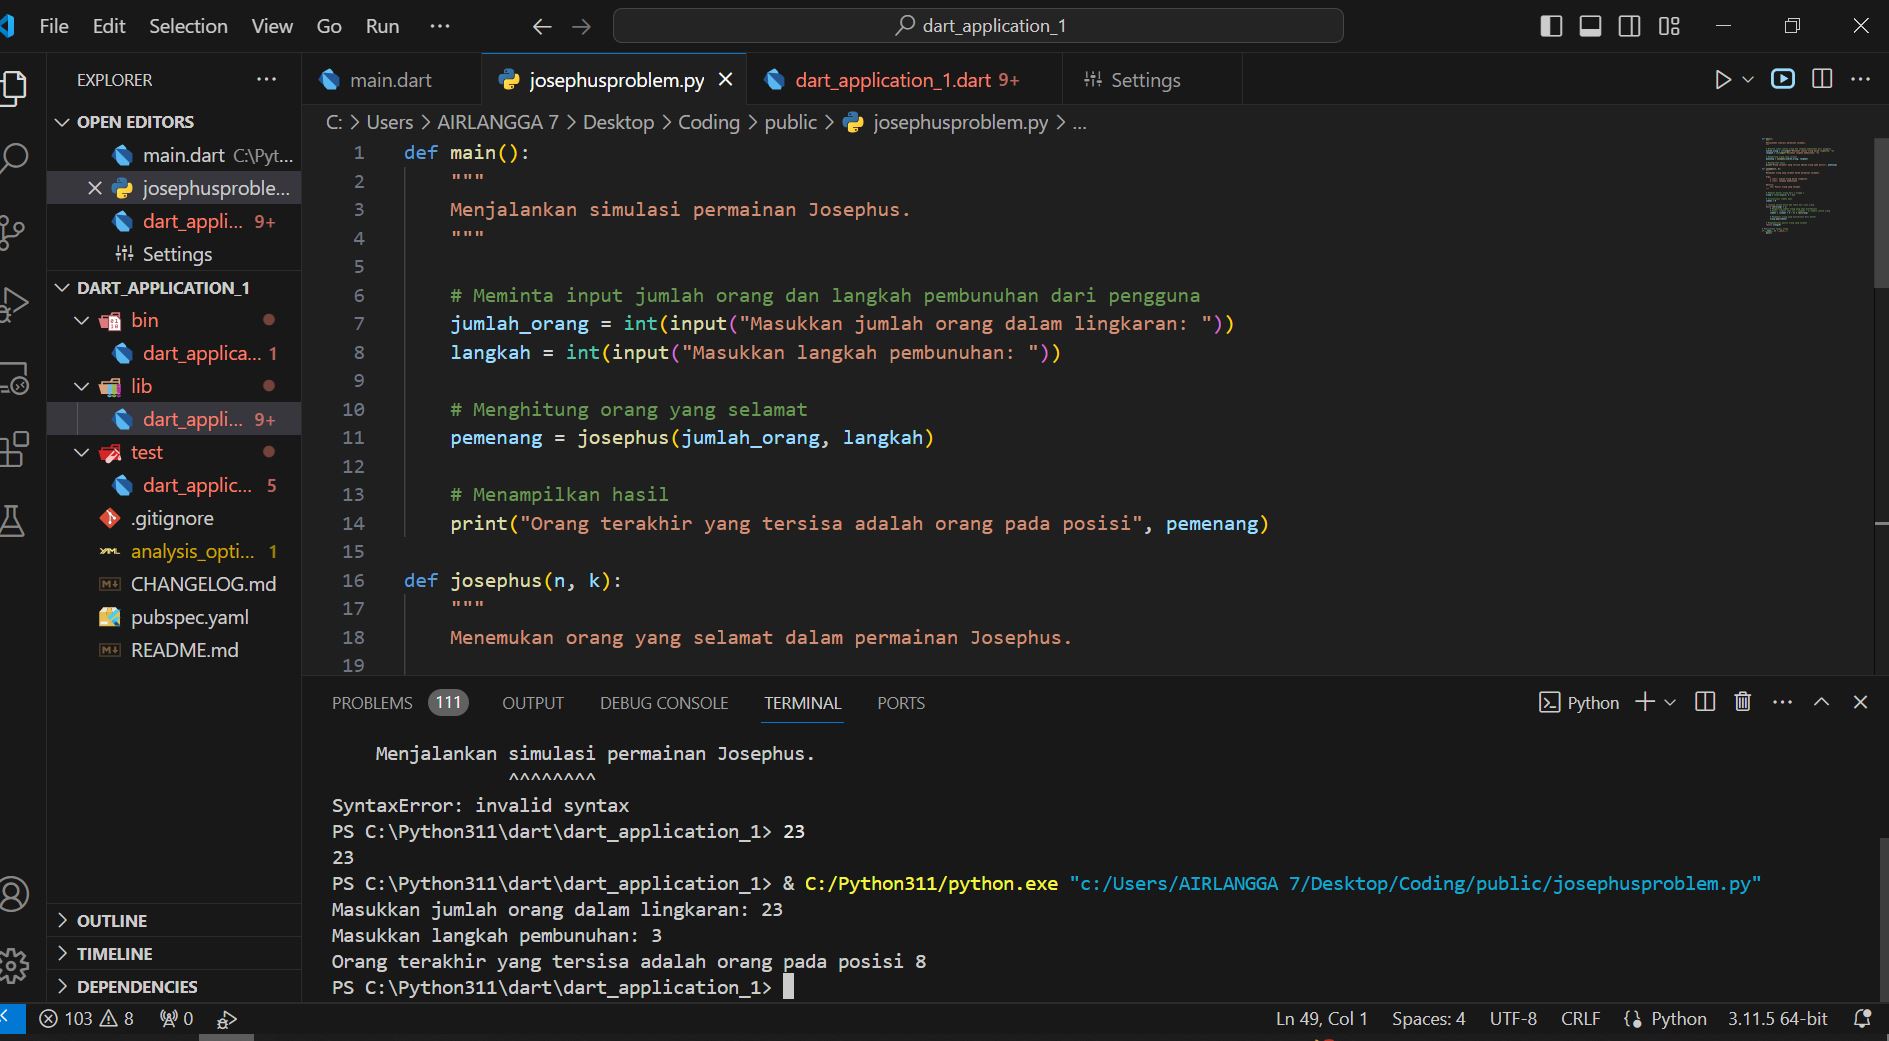 File Edit Selection View Go Run ··· dart_application_1
EXPLORER ···
main.dart josephusproblem.py dart_application_1.dart 9+ Settings
OPEN EDITORS
main.dart C:\Pyt...
josephusproble...
dart_appli... 9+
Settings
DART_APPLICATION_1
bin
dart_applica... 1
lib
dart_appli... 9+
test
dart_applic... 5
.gitignore
analysis_opti... 1
CHANGELOG.md
pubspec.yaml
README.md
OUTLINE
TIMELINE
DEPENDENCIES
C: > Users > AIRLANGGA 7 > Desktop > Coding > public > josephusproblem.py > ...
1 def main():
2 """
3 Menjalankan simulasi permainan Josephus.
4 """
5
6 # Meminta input jumlah orang dan langkah pembunuhan dari pengguna
7 jumlah_orang = int(input("Masukkan jumlah orang dalam lingkaran: "))
8 langkah = int(input("Masukkan langkah pembunuhan: "))
9
10 # Menghitung orang yang selamat
11 pemenang = josephus(jumlah_orang, langkah)
12
13 # Menampilkan hasil
14 print("Orang terakhir yang tersisa adalah orang pada posisi", pemenang)
15
16 def josephus(n, k):
17 """
18 Menemukan orang yang selamat dalam permainan Josephus.
19
PROBLEMS 111 OUTPUT DEBUG CONSOLE TERMINAL PORTS Python
Menjalankan simulasi permainan Josephus.
^^^^^^^^
SyntaxError: invalid syntax
PS C:\Python311\dart\dart_application_1> 23
23
PS C:\Python311\dart\dart_application_1> & C:/Python311/python.exe "c:/Users/AIRLANGGA 7/Desktop/Coding/public/josephusproblem.py"
Masukkan jumlah orang dalam lingkaran: 23
Masukkan langkah pembunuhan: 3
Orang terakhir yang tersisa adalah orang pada posisi 8
PS C:\Python311\dart\dart_application_1>
103 8 0 Ln 49, Col 1 Spaces: 4 UTF-8 CRLF Python 3.11.5 64-bit